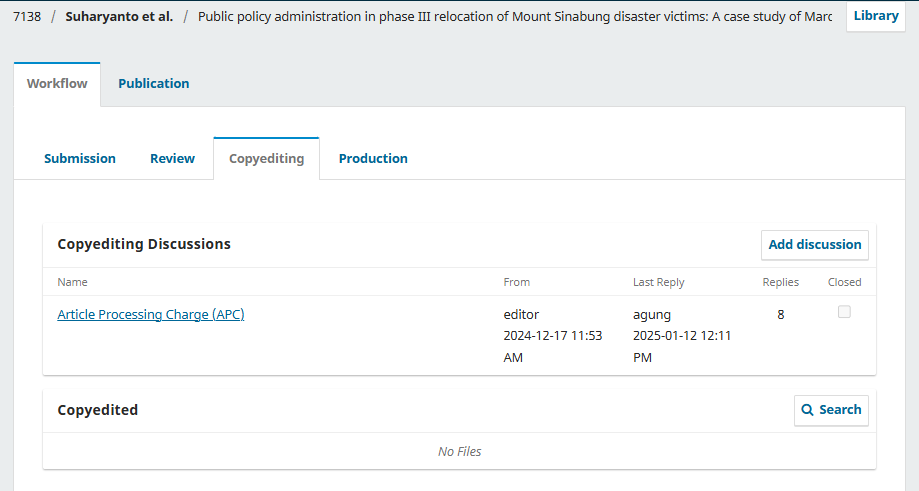 7138 / Suharyanto et al. / Public policy administration in phase III relocation of Mount Sinabung disaster victims: A case study of Marc
Library
Workflow
Publication
Submission
Review
Copyediting
Production
Copyediting Discussions
Add discussion
Name
From
Last Reply
Replies
Closed
Article Processing Charge (APC)
editor
2024-12-17 11:53
AM
agung
2025-01-12 12:11
PM
8
Copyedited
Search
No Files